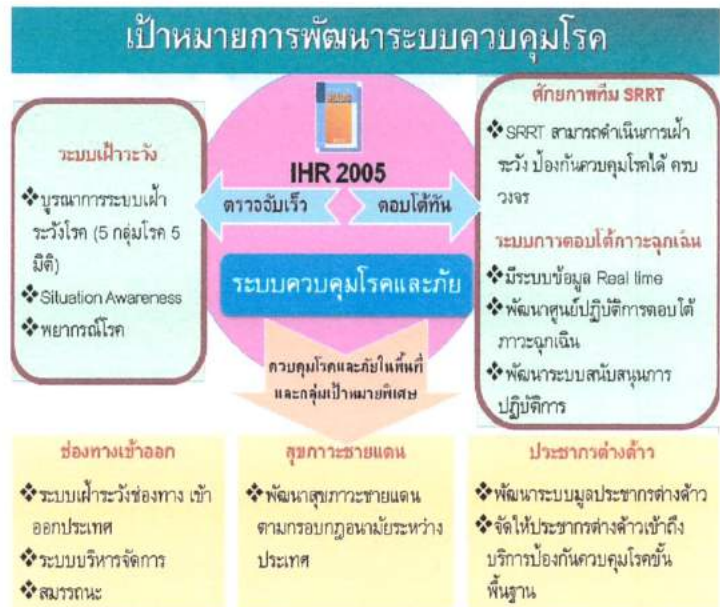 เป้าหมายการพัฒนาระบบควบคุมโรค
ระบบเฝ้าระวัง
❖บูรณาการระบบเฝ้า
ระวังโรค (5 กลุ่มโรค 5
มิติ)
❖Situation Awareness
❖พยากรณ์โรค
IHR 2005
ตรวจจับเร็ว
ตอบโต้ทัน
ระบบควบคุมโรคและภัย
ควบคุมโรคและภัยในพื้นที่
และกลุ่มเป้าหมายพิเศษ
ศักยภาพทีม SRRT
❖SRRT สามารถดำเนินการเฝ้า
ระวัง ป้องกันควบคุมโรคได้ ครบ
วงจร
ระบบการตอบโต้ภาวะฉุกเฉิน
❖มีระบบข้อมูล Real time
❖พัฒนาศูนย์ปฏิบัติการตอบโต้
ภาวะฉุกเฉิน
❖พัฒนาระบบสนับสนุนการ
ปฏิบัติการ
ช่องทางเข้าออก
❖ระบบเฝ้าระวังช่องทาง เข้า
ออกประเทศ
❖ระบบบริหารจัดการ
❖สมรรถนะ
สุขภาวะชายแดน
❖พัฒนาสุขภาวะชายแดน
ตามกรอบกฎอนามัยระหว่าง
ประเทศ
ประชากรต่างด้าว
❖พัฒนาระบบมูลประชากรต่างด้าว
❖จัดให้ประชากรต่างด้าวเข้าถึง
บริการป้องกันควบคุมโรคขั้น
พื้นฐาน